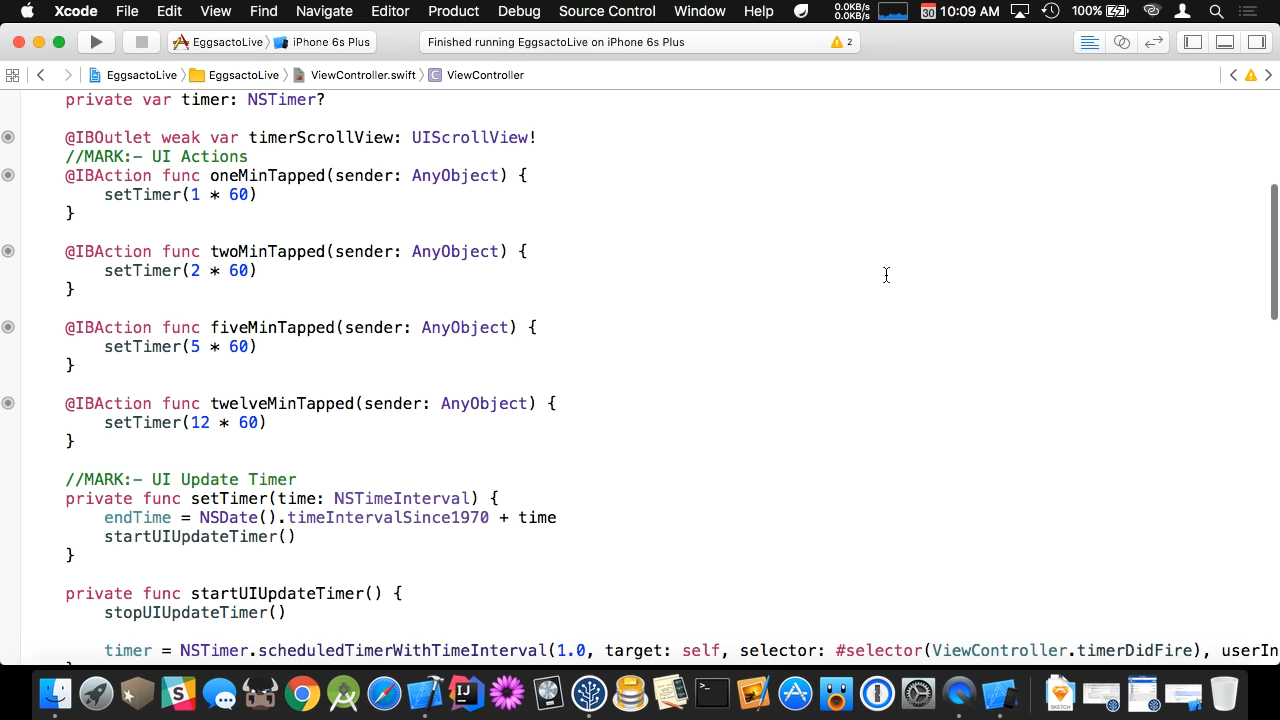 Xcode File Edit View Find Navigate Editor Product Debug Source Control Window Help 0.0KB/s 0.0KB/s 30 10:09 AM 100%
EggsactoLive iPhone 6s Plus Finished running EggsactoLive on iPhone 6s Plus 2
EggsactoLive EggsactoLive ViewController.swift C ViewController
private var timer: NSTimer?
@IBOutlet weak var timerScrollView: UIScrollView!
//MARK:- UI Actions
@IBAction func oneMinTapped(sender: AnyObject) {
setTimer(1 * 60)
}
@IBAction func twoMinTapped(sender: AnyObject) {
setTimer(2 * 60)
}
@IBAction func fiveMinTapped(sender: AnyObject) {
setTimer(5 * 60)
}
@IBAction func twelveMinTapped(sender: AnyObject) {
setTimer(12 * 60)
}
//MARK:- UI Update Timer
private func setTimer(time: NSTimeInterval) {
endTime = NSDate().timeIntervalSince1970 + time
startUIUpdateTimer()
}
private func startUIUpdateTimer() {
stopUIUpdateTimer()
timer = NSTimer.scheduledTimerWithTimeInterval(1.0, target: self, selector: #selector(ViewController.timerDidFire), userIn